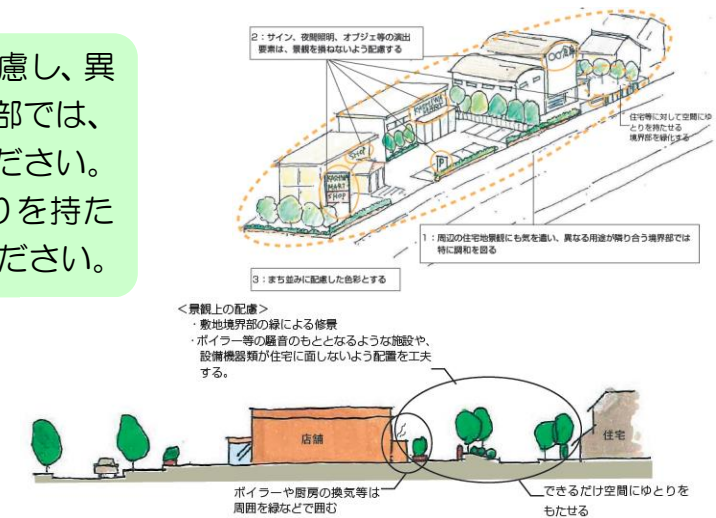 慮し、異
部では、
ださい。
りを持た
ださい。
2：サイン、夜間照明、オブジェ等の演出
要素は、景観を損ねないよう配慮する
KASHIWA
MART
SHOP
P
住宅等に対して空間にゆ
とりを持たせる
境界部を緑化する
1：周辺の住宅地景観にも気を遣い、異なる用途が隣り合う境界部では
特に調和を図る
3：まち並みに配慮した色彩とする
＜景観上の配慮＞
・敷地境界部の緑による修景
・ボイラー等の騒音のもととなるような施設や、
設備機器類が住宅に面しないよう配置を工夫
する。
店舗
住宅
ボイラーや厨房の換気等は
周囲を緑などで囲む
できるだけ空間にゆとりを
もたせる